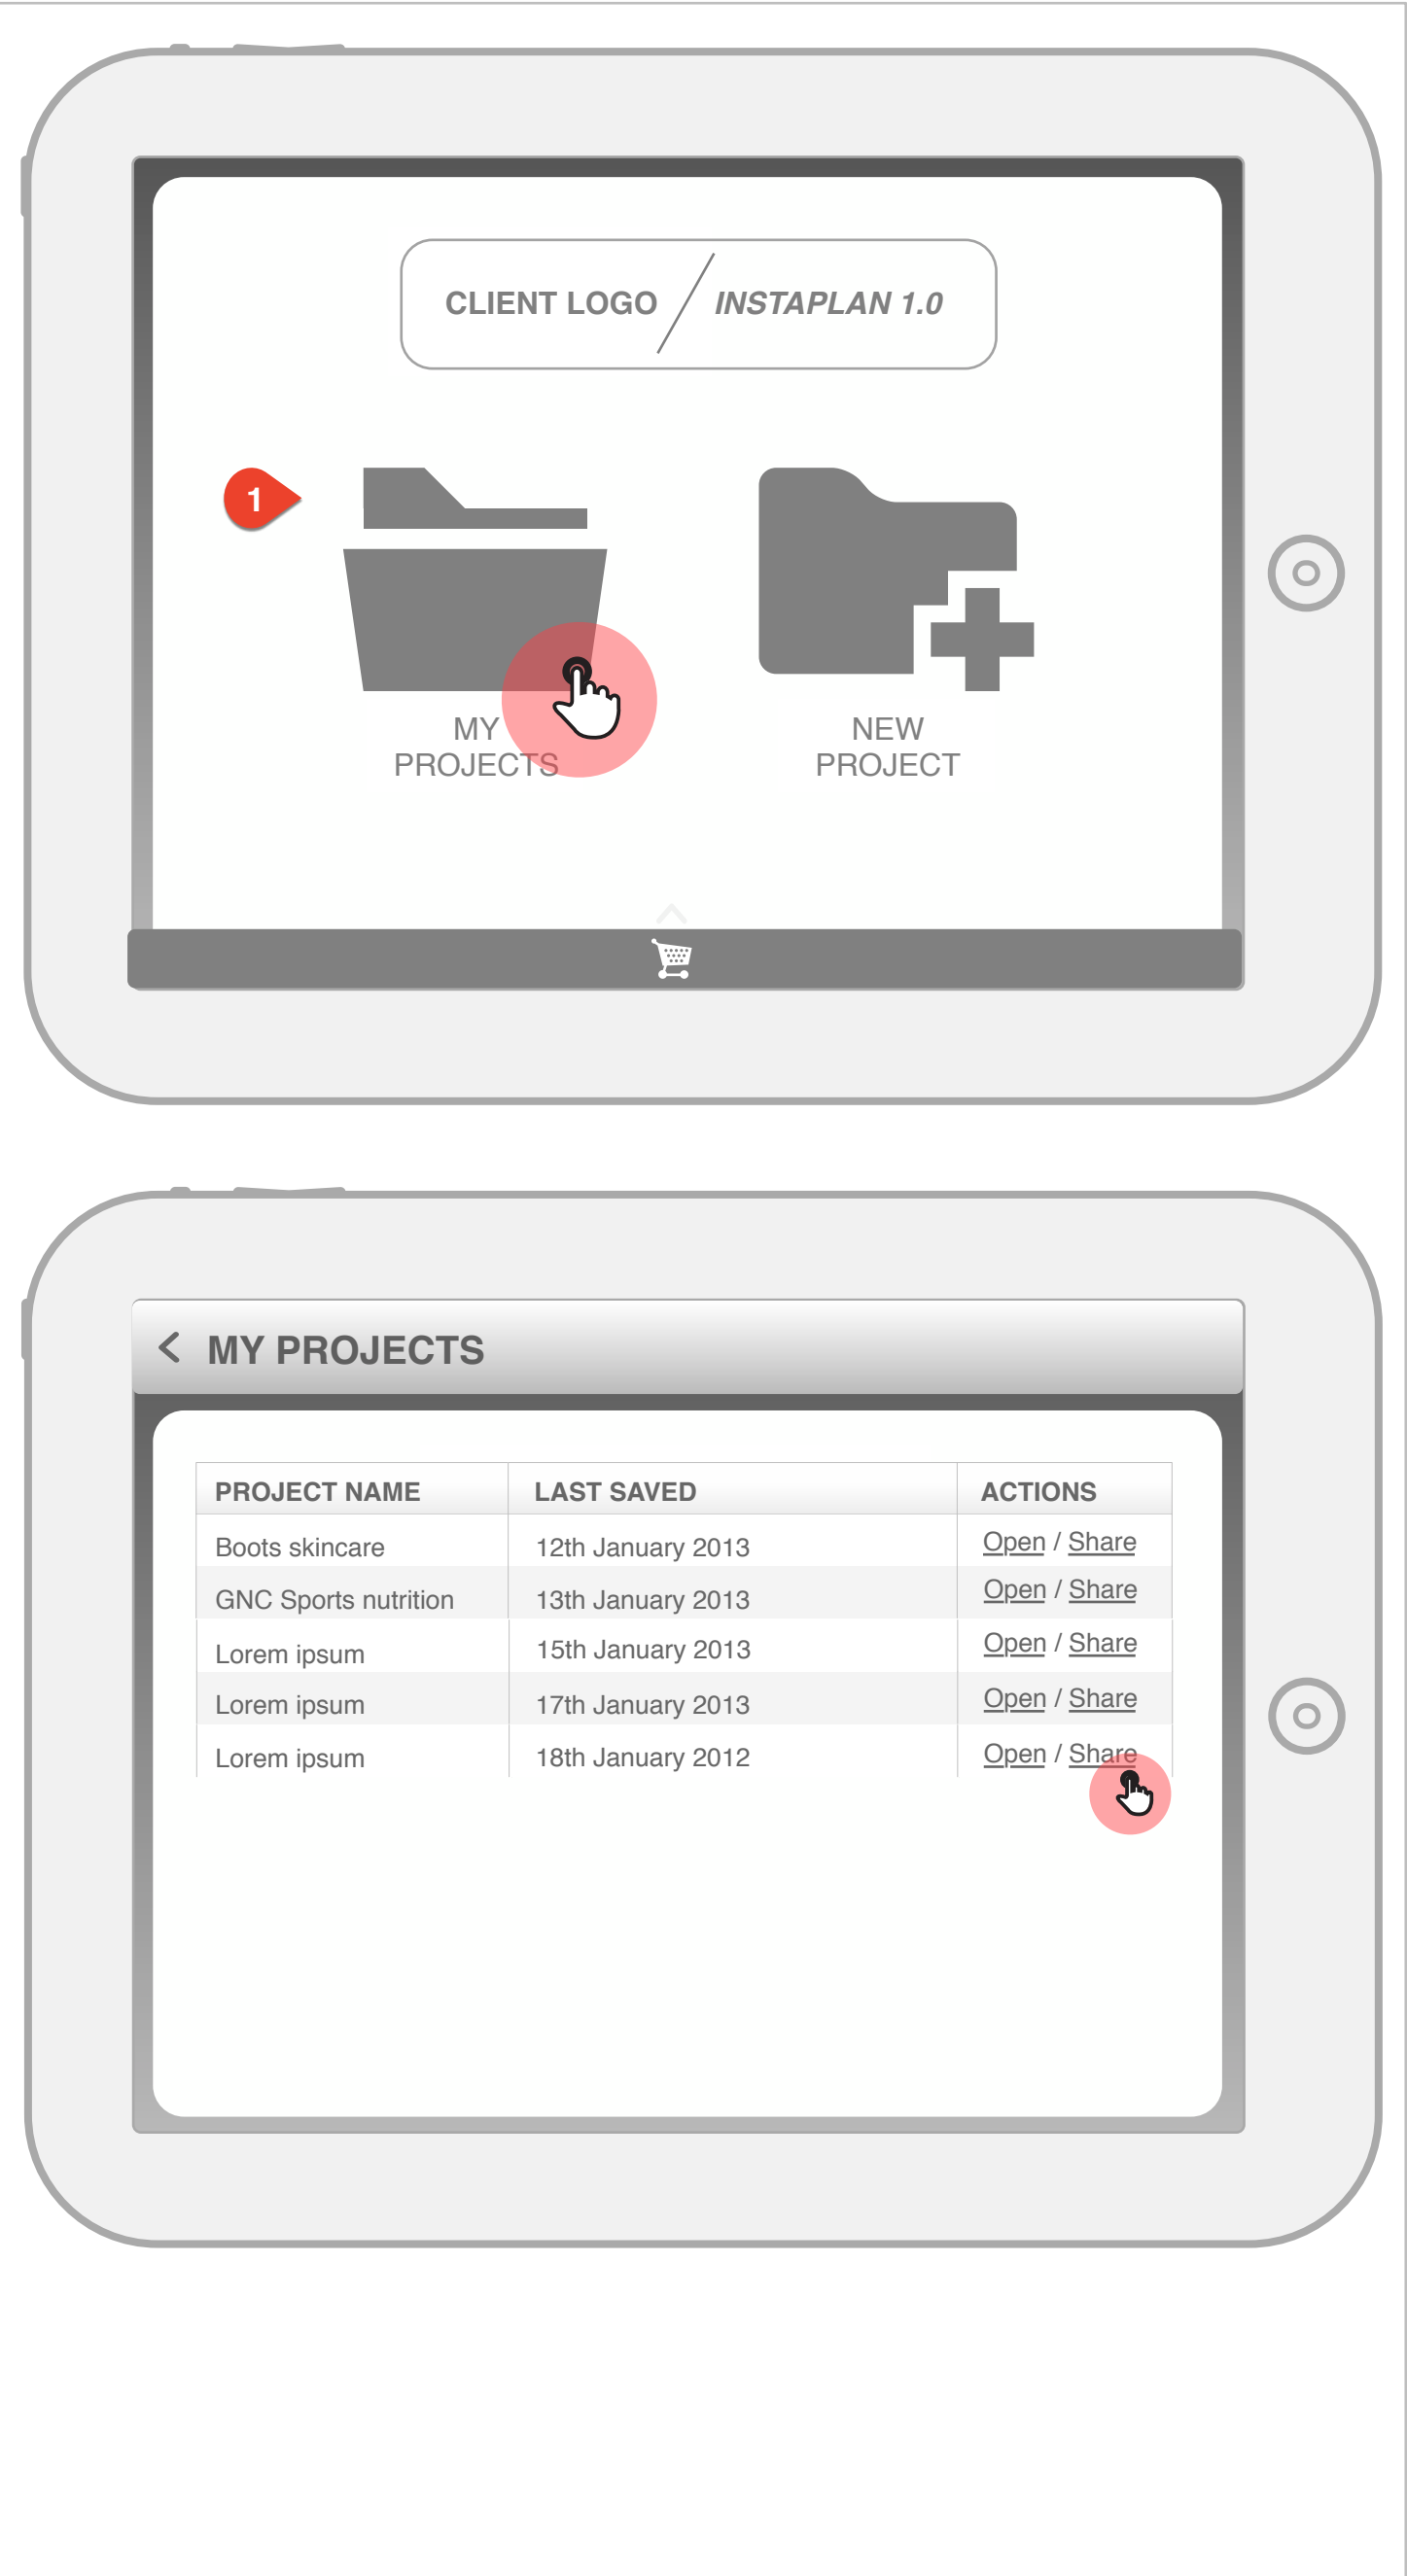 CLIENT LOGO / INSTAPLAN 1.0
1
MY
PROJECTS
NEW
PROJECT
< MY PROJECTS
PROJECT NAME LAST SAVED ACTIONS
Boots skincare 12th January 2013 Open / Share
GNC Sports nutrition 13th January 2013 Open / Share
Lorem ipsum 15th January 2013 Open / Share
Lorem ipsum 17th January 2013 Open / Share
Lorem ipsum 18th January 2012 Open / Share